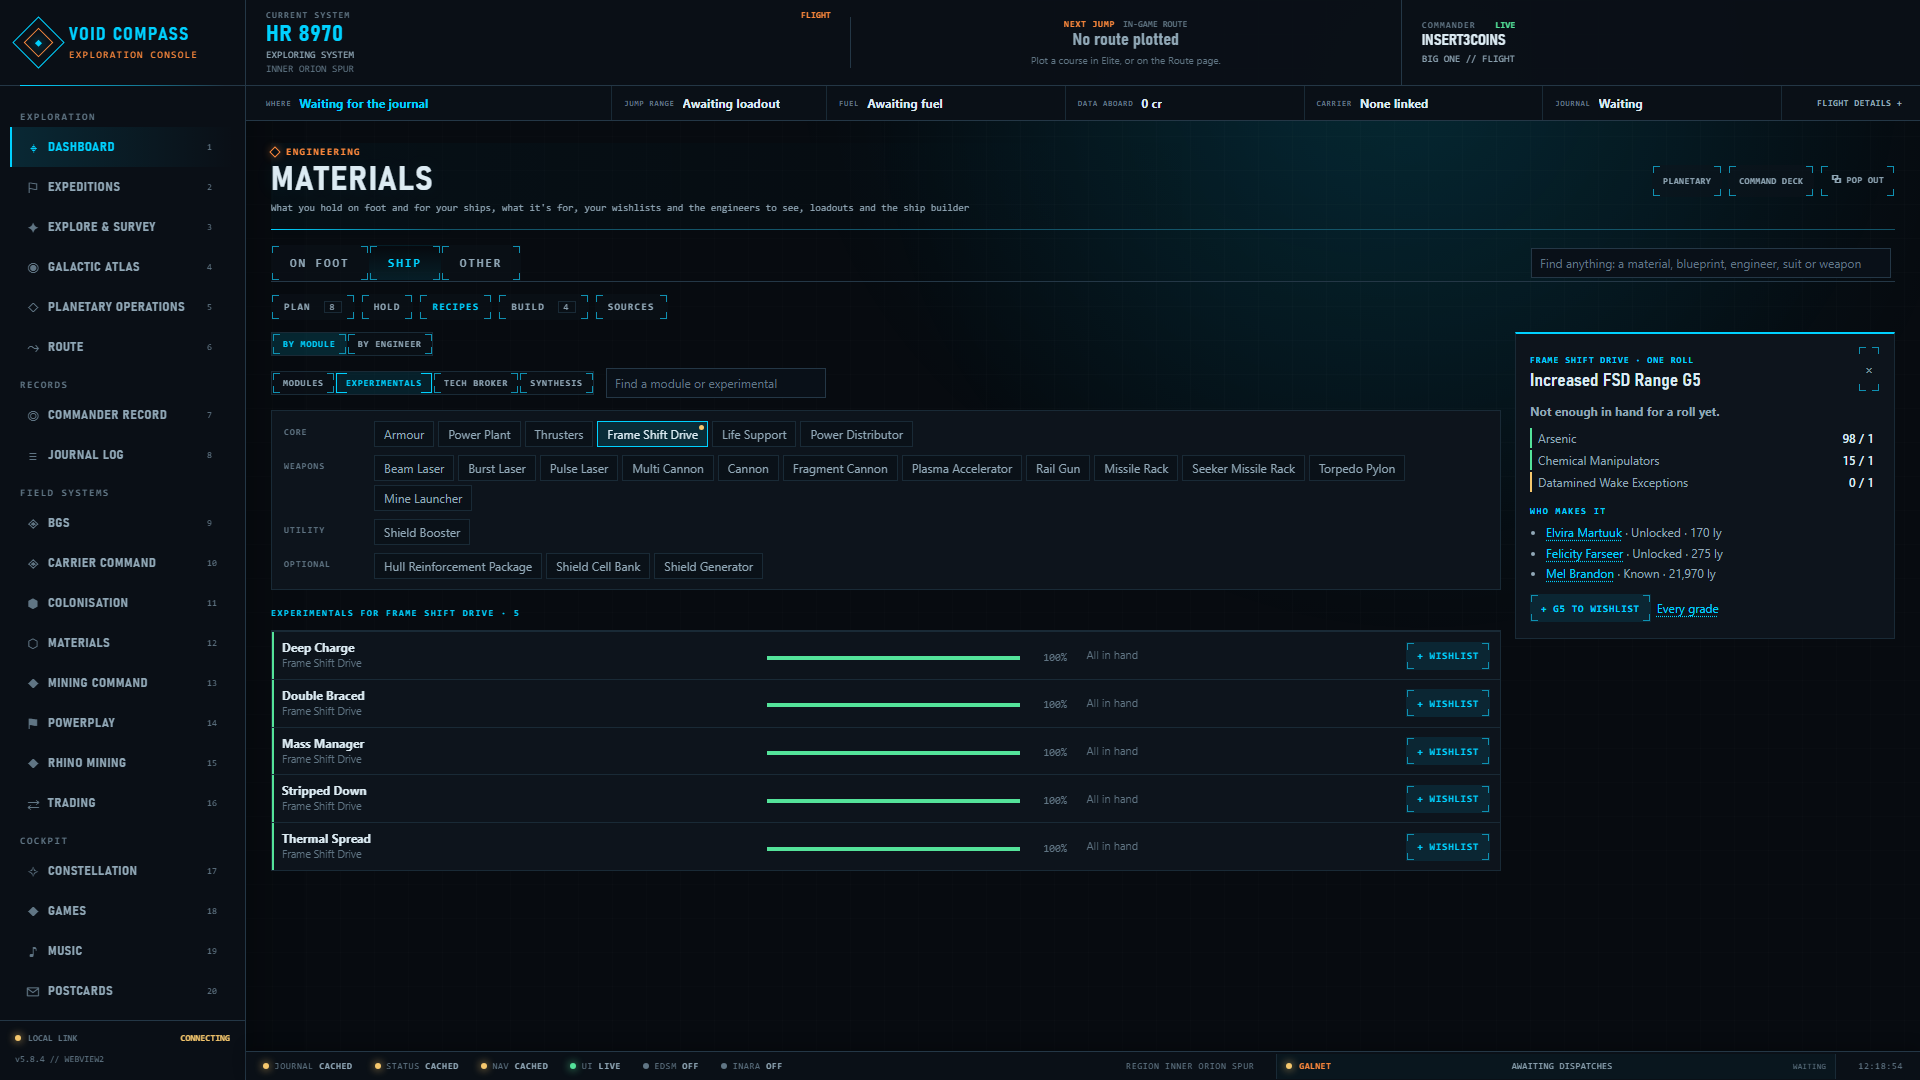 VOID COMPASS
EXPLORATION CONSOLE
CURRENT SYSTEM
FLIGHT
HR 8970
EXPLORING SYSTEM
INNER ORION SPUR
NEXT JUMP IN-GAME ROUTE
No route plotted
Plot a course in Elite, or on the Route page.
COMMANDER LIVE
INSERT3COINS
BIG ONE // FLIGHT
WHERE Waiting for the journal
JUMP RANGE Awaiting loadout
FUEL Awaiting fuel
DATA ABOARD 0 cr
CARRIER None linked
JOURNAL Waiting
FLIGHT DETAILS +
EXPLORATION
DASHBOARD 1
EXPEDITIONS 2
EXPLORE & SURVEY 3
GALACTIC ATLAS 4
PLANETARY OPERATIONS 5
ROUTE 6
RECORDS
COMMANDER RECORD 7
JOURNAL LOG 8
FIELD SYSTEMS
BGS 9
CARRIER COMMAND 10
COLONISATION 11
MATERIALS 12
MINING COMMAND 13
POWERPLAY 14
RHINO MINING 15
TRADING 16
COCKPIT
CONSTELLATION 17
GAMES 18
MUSIC 19
POSTCARDS 20
LOCAL LINK CONNECTING
v5.8.4 // WEBVIEW2
ENGINEERING
MATERIALS
What you hold on foot and for your ships, what it's for, your wishlists and the engineers to see, loadouts and the ship builder
PLANETARY
COMMAND DECK
POP OUT
ON FOOT
SHIP
OTHER
Find anything: a material, blueprint, engineer, suit or weapon
PLAN 8
HOLD
RECIPES
BUILD 4
SOURCES
BY MODULE
BY ENGINEER
MODULES
EXPERIMENTALS
TECH BROKER
SYNTHESIS
Find a module or experimental
CORE
Armour
Power Plant
Thrusters
Frame Shift Drive
Life Support
Power Distributor
WEAPONS
Beam Laser
Burst Laser
Pulse Laser
Multi Cannon
Cannon
Fragment Cannon
Plasma Accelerator
Rail Gun
Missile Rack
Seeker Missile Rack
Torpedo Pylon
Mine Launcher
UTILITY
Shield Booster
OPTIONAL
Hull Reinforcement Package
Shield Cell Bank
Shield Generator
EXPERIMENTALS FOR FRAME SHIFT DRIVE · 5
Deep Charge
Frame Shift Drive
100% All in hand
+ WISHLIST
Double Braced
Frame Shift Drive
100% All in hand
+ WISHLIST
Mass Manager
Frame Shift Drive
100% All in hand
+ WISHLIST
Stripped Down
Frame Shift Drive
100% All in hand
+ WISHLIST
Thermal Spread
Frame Shift Drive
100% All in hand
+ WISHLIST
FRAME SHIFT DRIVE · ONE ROLL
×
Increased FSD Range G5
Not enough in hand for a roll yet.
Arsenic 98 / 1
Chemical Manipulators 15 / 1
Datamined Wake Exceptions 0 / 1
WHO MAKES IT
• Elvira Martuuk · Unlocked · 170 ly
• Felicity Farseer · Unlocked · 275 ly
• Mel Brandon · Known · 21,970 ly
+ G5 TO WISHLIST
Every grade
JOURNAL CACHED
STATUS CACHED
NAV CACHED
UI LIVE
EDSM OFF
INARA OFF
REGION INNER ORION SPUR
GALNET
AWAITING DISPATCHES
WAITING
12:18:54